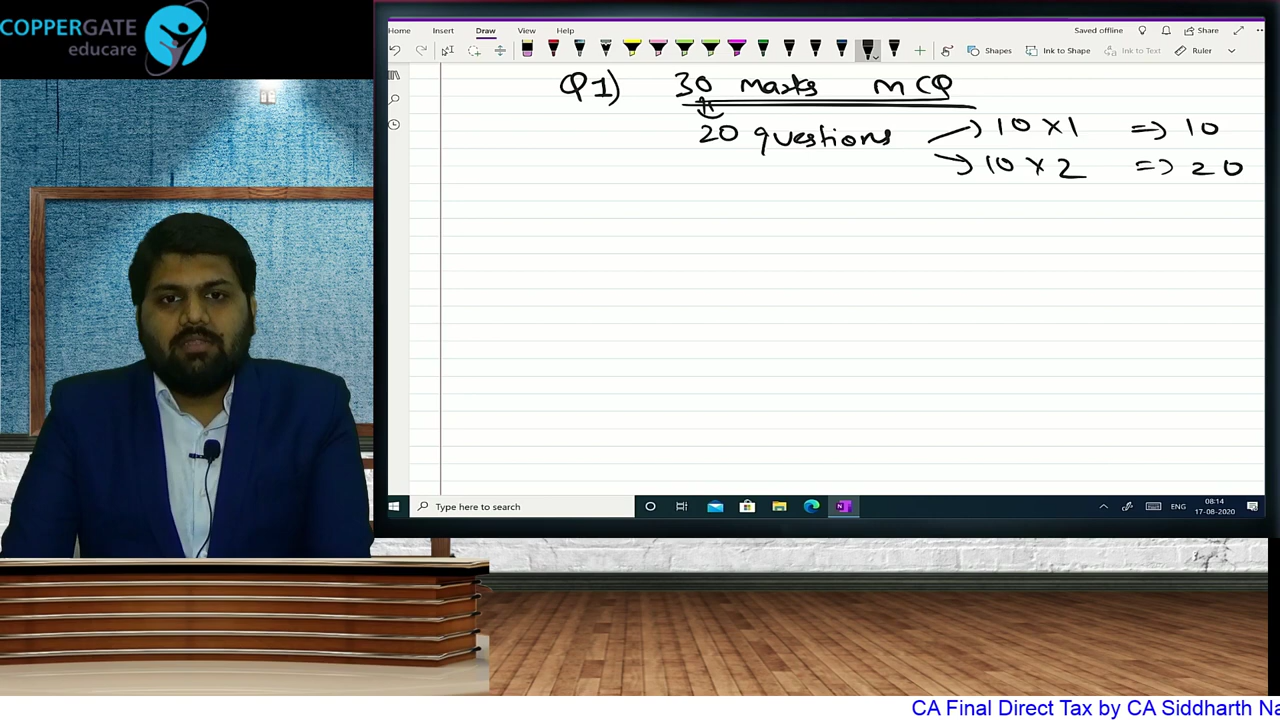 COPPERGATE
educare
Home Insert Draw View Help
Saved offline Share
Shapes Ink to Shape Ink to Text Ruler
Q1) 30 marks MCQ
20 questions → 10 x 1 => 10
→ 10 x 2 => 20
Type here to search
ENG
08:14
17-08-2020
CA Final Direct Tax by CA Siddharth Na